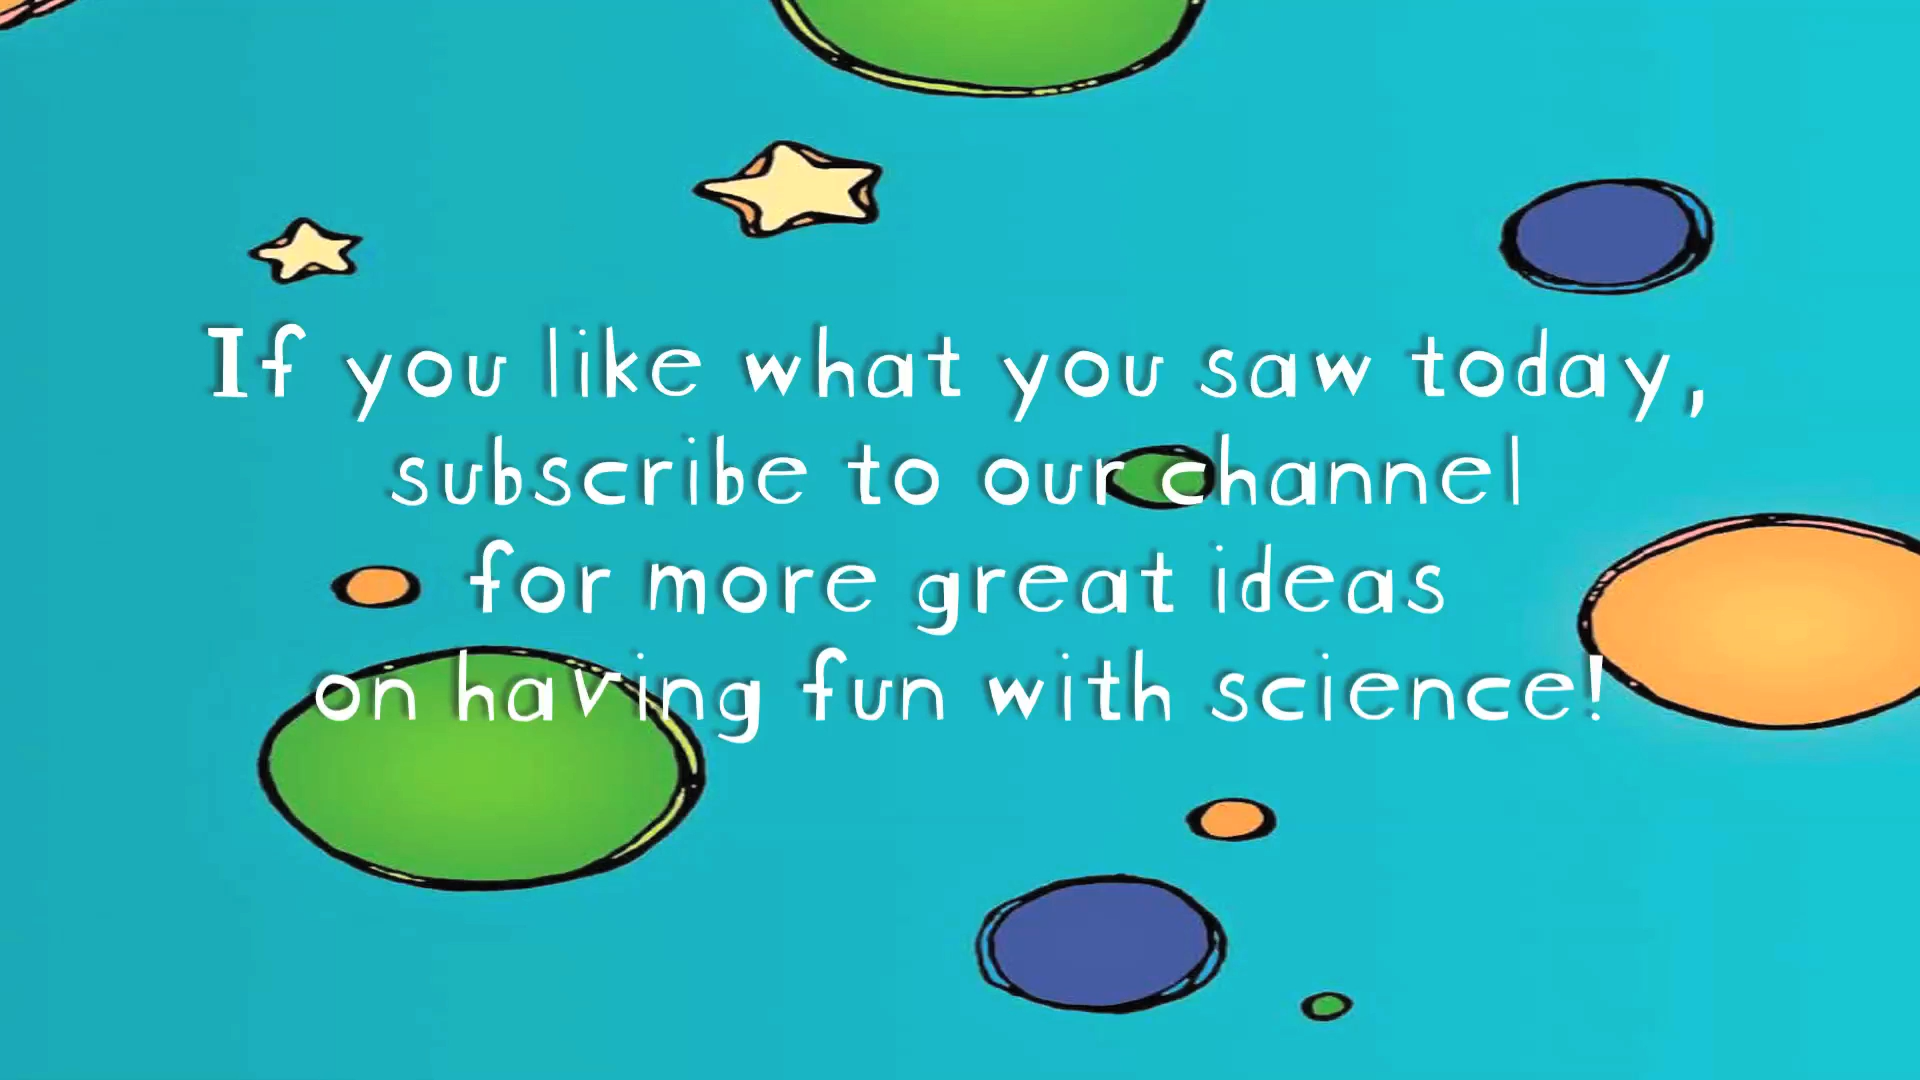 If you like what you saw today,
subscribe to our channel
for more great ideas
on having fun with science!